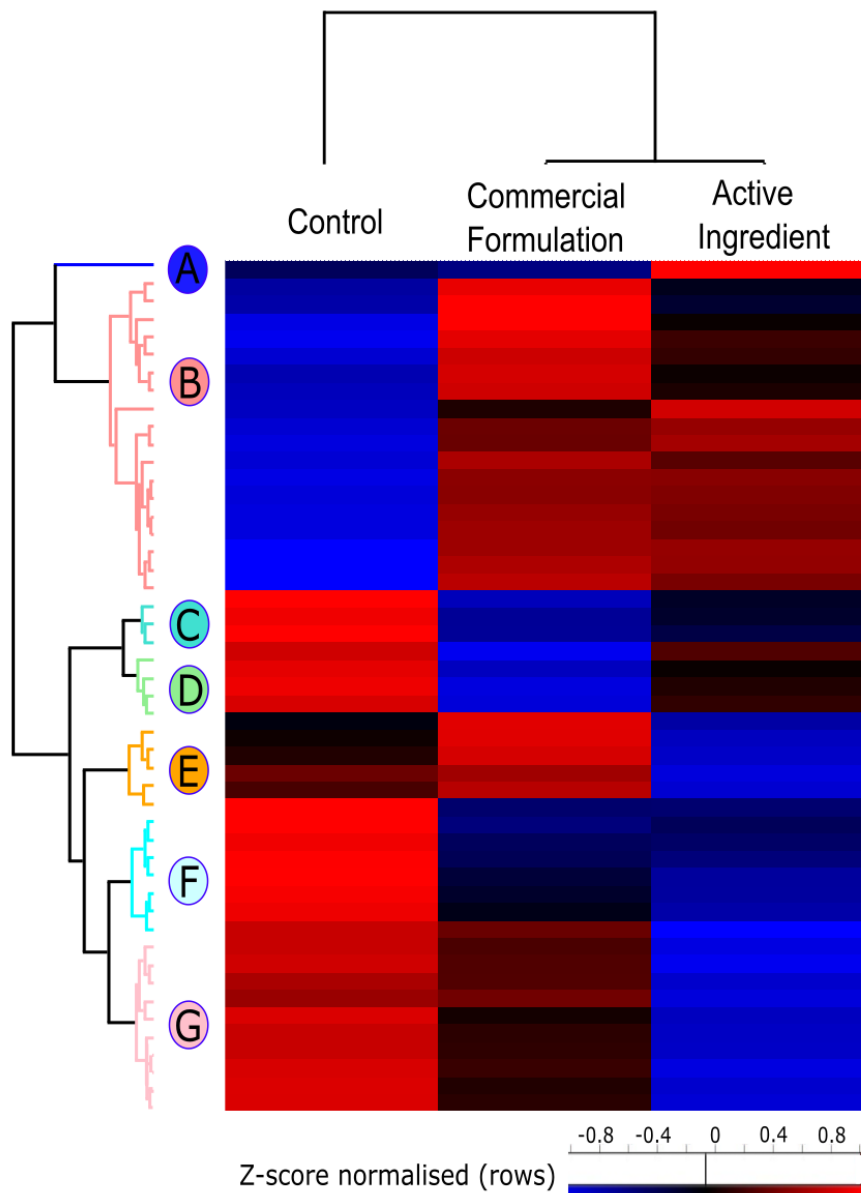 Control
Commercial
Formulation
Active
Ingredient
A
B
C
D
E
F
G
-0.8 -0.4 0 0.4 0.8
Z-score normalised (rows)